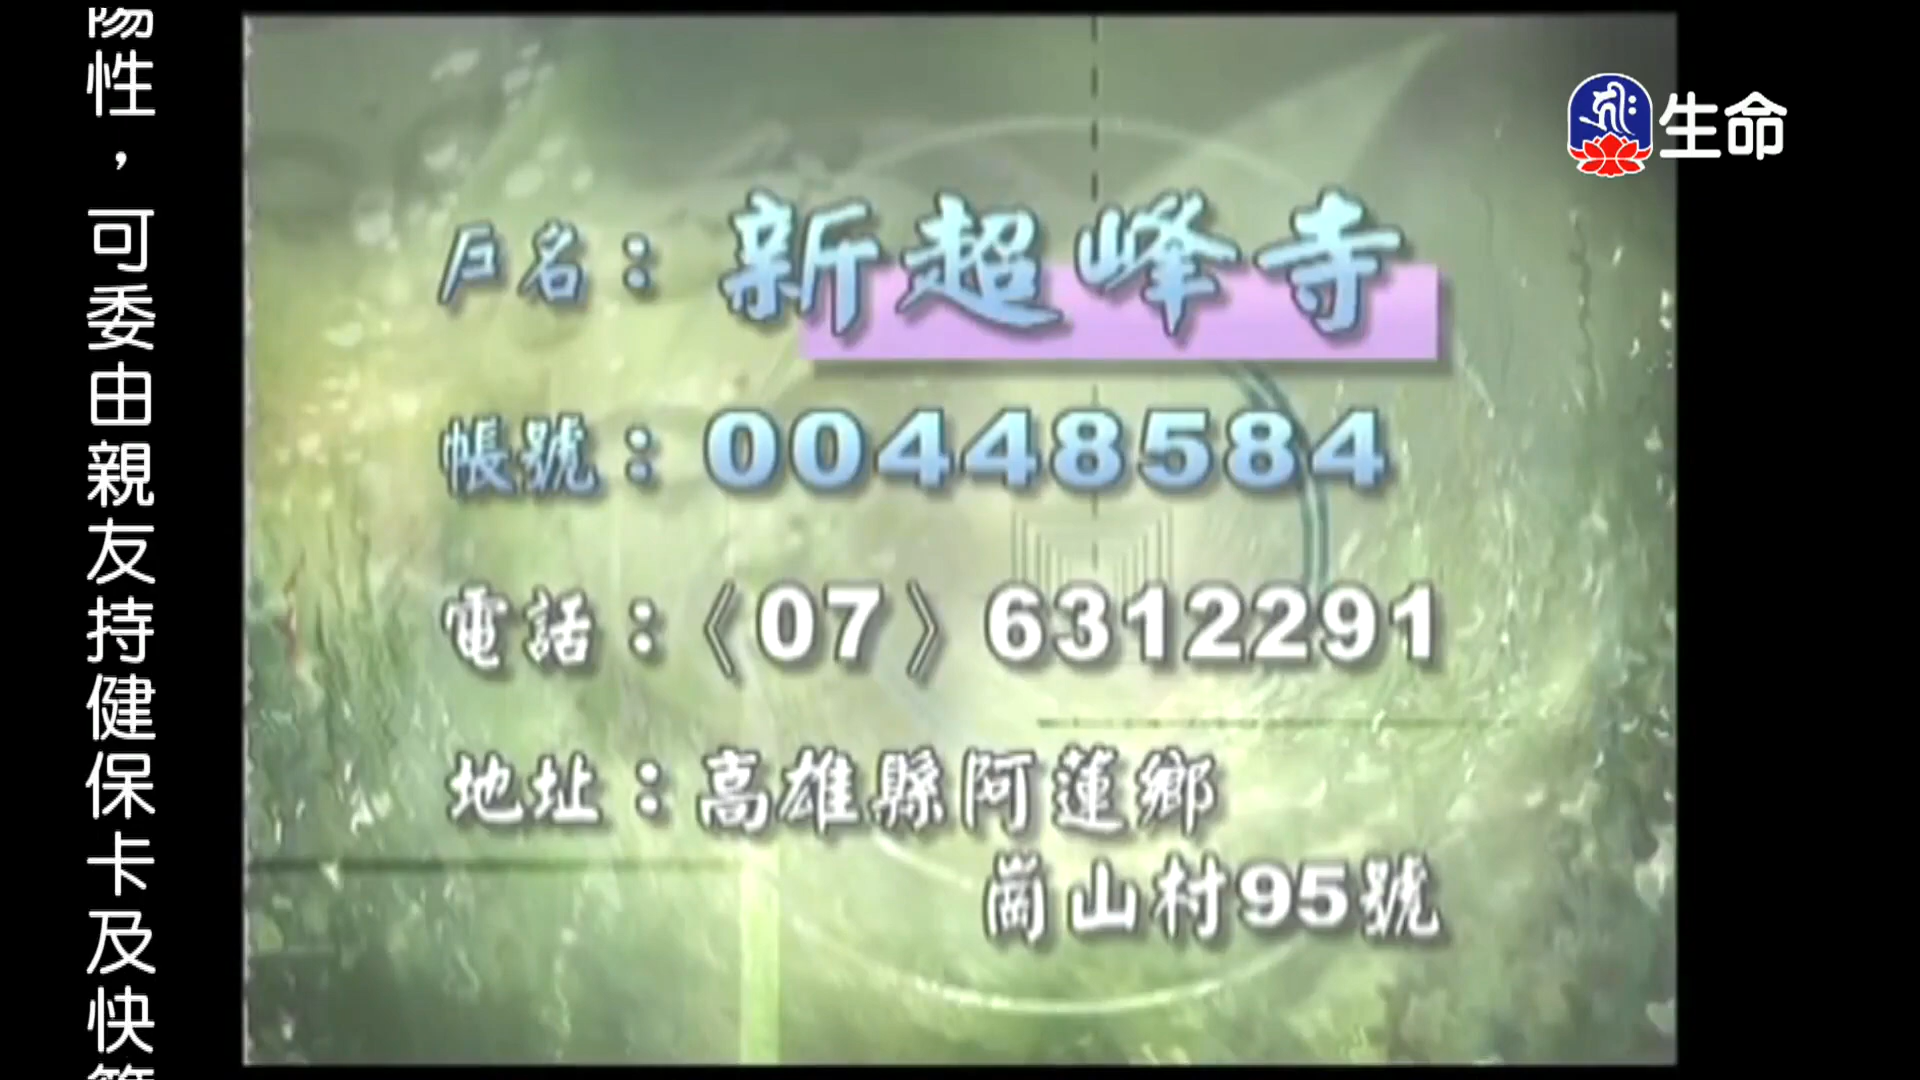 生命
戶名：新超峰寺
帳號：00448584
電話：《07》6312291
地址：高雄縣阿蓮鄉
崗山村95號
陽性，可委由親友持健保卡及快篩